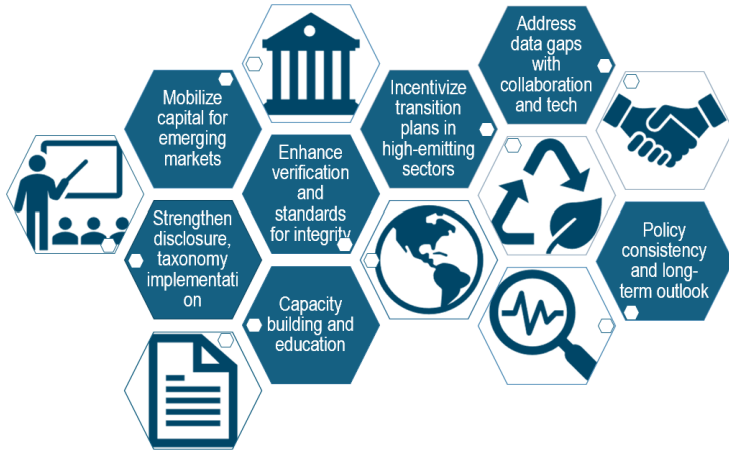 Mobilize
capital for
emerging
markets
Strengthen
disclosure,
taxonomy
implementati
on
Enhance
verification
and
standards
for integrity
Capacity
building and
education
Incentivize
transition
plans in
high-emitting
sectors
Address
data gaps
with
collaboration
and tech
Policy
consistency
and long-
term outlook